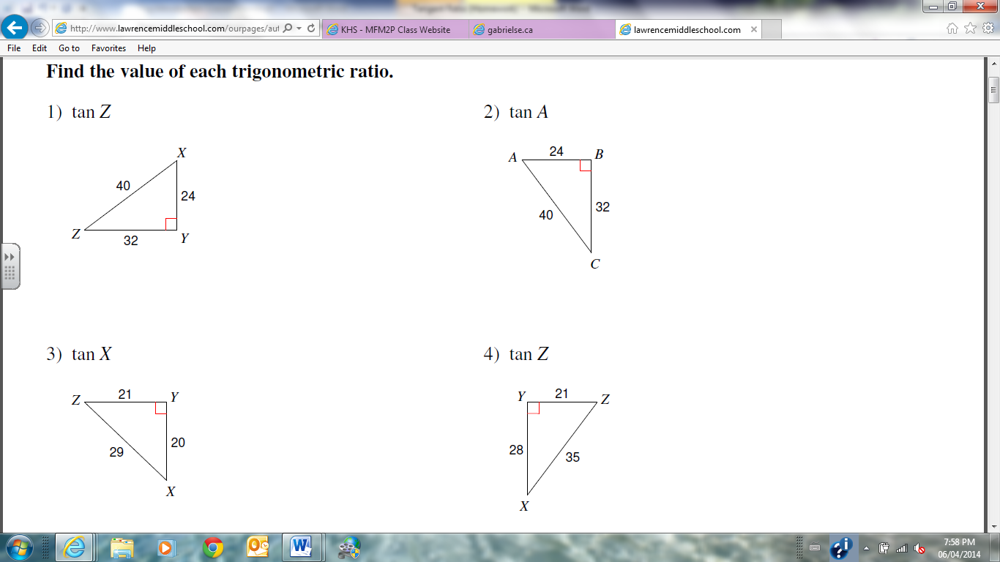 http://www.lawrencemiddleschool.com/ourpages/aut
KHS - MFM2P Class Website
gabrielse.ca
lawrencemiddleschool.com
File Edit Go to Favorites Help
Find the value of each trigonometric ratio.
1) tan Z
2) tan A
X
40
24
Z
32
Y
A
24
B
32
40
C
3) tan X
4) tan Z
Z
21
Y
20
29
X
Y
21
Z
28
35
X
7:58 PM
06/04/2014